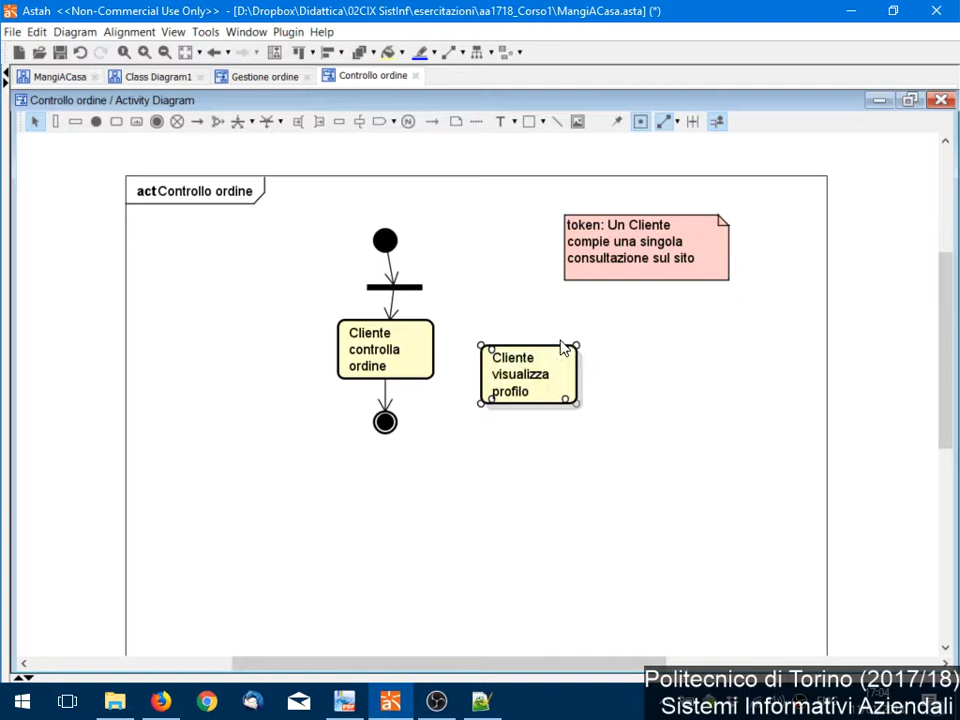 Astah <<Non-Commercial Use Only>> - [D:\Dropbox\Didattica\02CIX SistInf\esercitazioni\aa1718_Corso1\MangiACasa.asta] (*)
File Edit Diagram Alignment View Tools Window Plugin Help
MangiACasa Class Diagram1 Gestione ordine Controllo ordine
Controllo ordine / Activity Diagram
act Controllo ordine
token: Un Cliente
compie una singola
consultazione sul sito
Cliente
controlla
ordine
Cliente
visualizza
profilo
Politecnico di Torino (2017/18)
17:04
Sistemi Informativi Aziendali